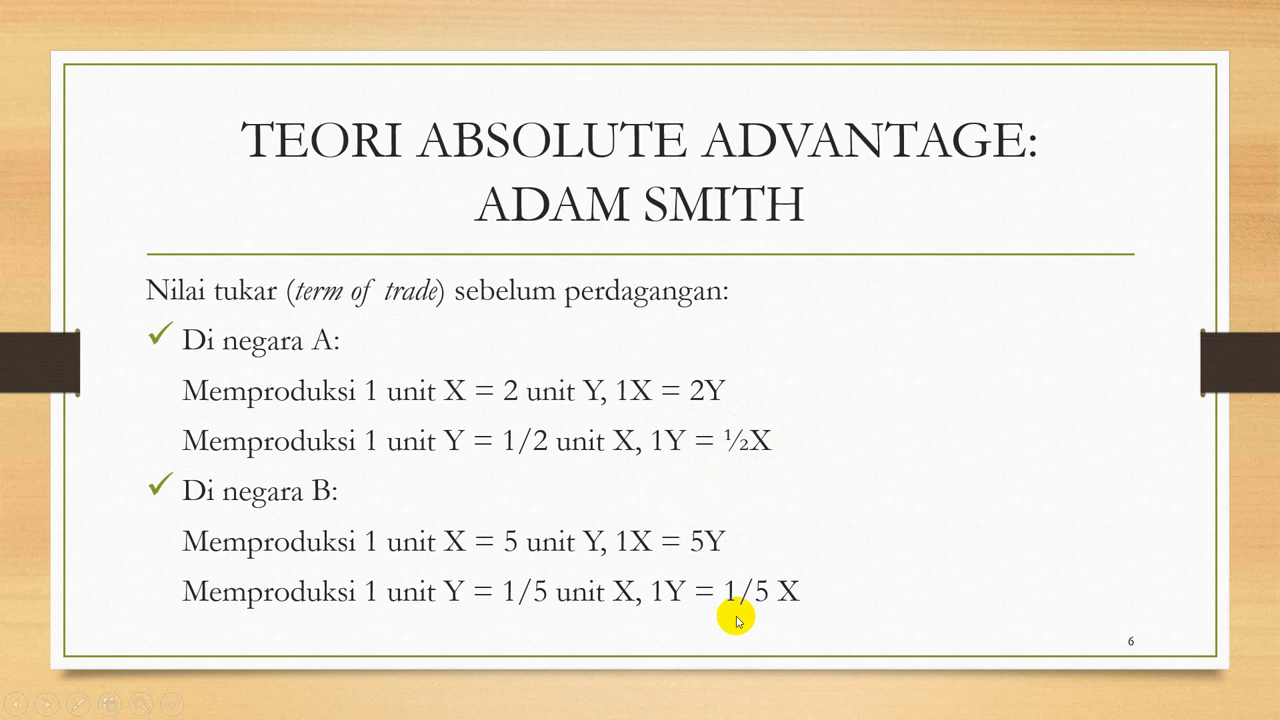 TEORI ABSOLUTE ADVANTAGE:
ADAM SMITH
Nilai tukar (term of trade) sebelum perdagangan:
Di negara A:
Memproduksi 1 unit X = 2 unit Y, 1X = 2Y
Memproduksi 1 unit Y = 1/2 unit X, 1Y = ½X
Di negara B:
Memproduksi 1 unit X = 5 unit Y, 1X = 5Y
Memproduksi 1 unit Y = 1/5 unit X, 1Y = 1/5 X
6